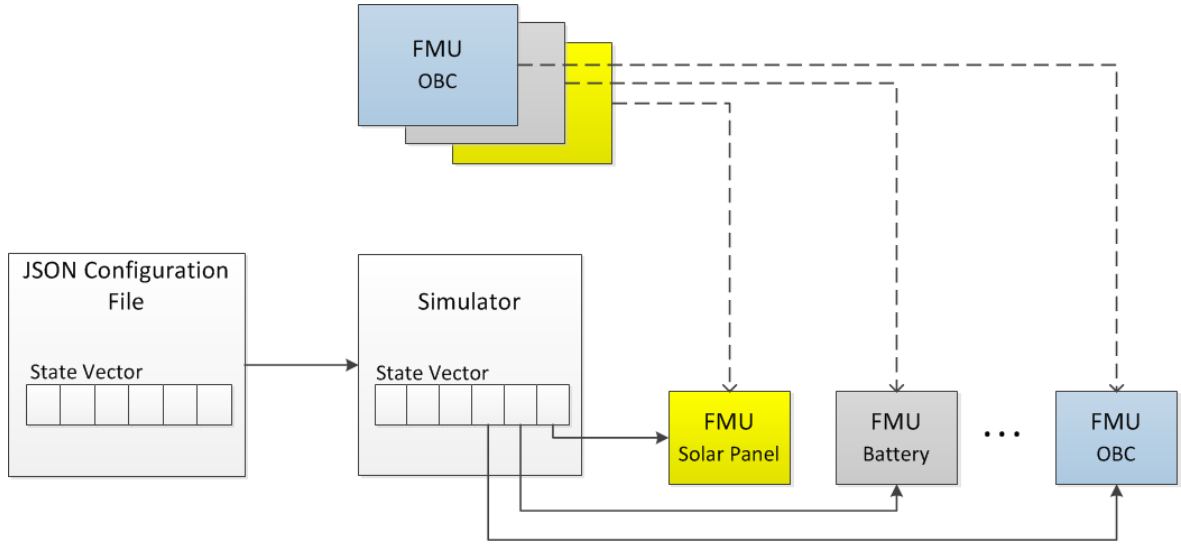 FMU
OBC
JSON Configuration
File
State Vector
Simulator
State Vector
FMU
Solar Panel
FMU
Battery
...
FMU
OBC